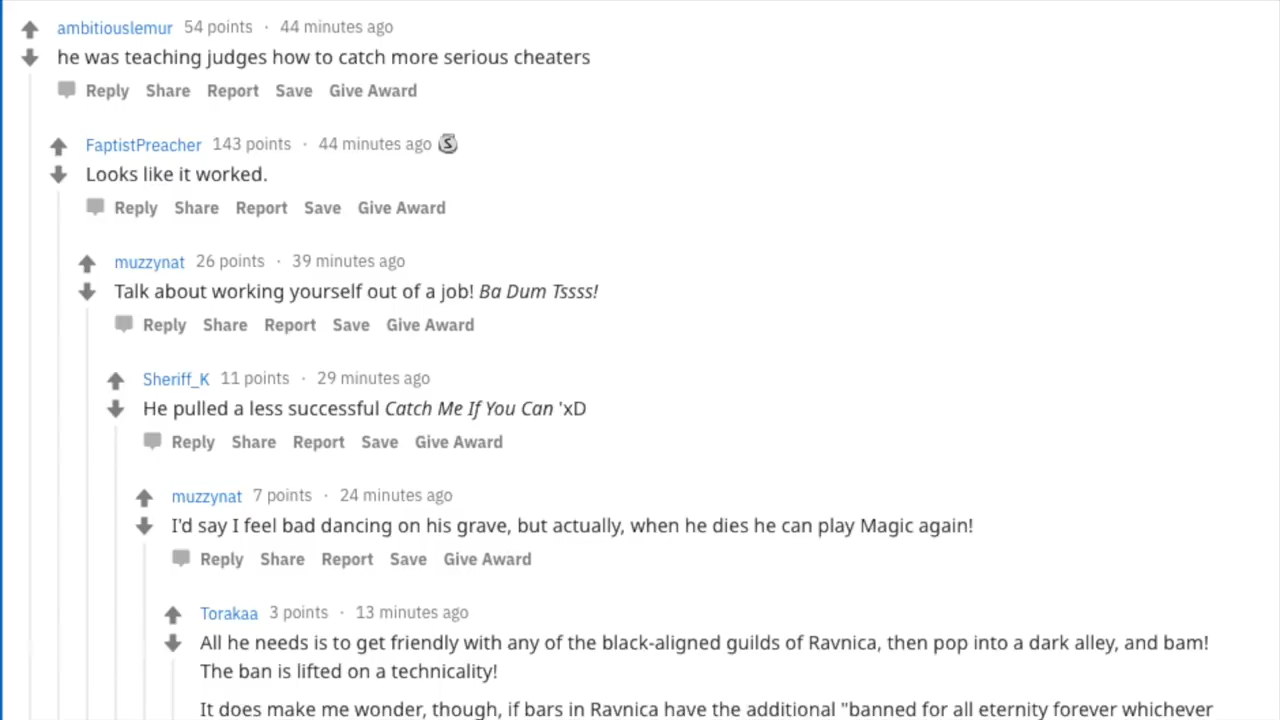 ambitiouslemur 54 points · 44 minutes ago
he was teaching judges how to catch more serious cheaters
Reply Share Report Save Give Award
FaptistPreacher 143 points · 44 minutes ago S
Looks like it worked.
Reply Share Report Save Give Award
muzzynat 26 points · 39 minutes ago
Talk about working yourself out of a job! Ba Dum Tssss!
Reply Share Report Save Give Award
Sheriff_K 11 points · 29 minutes ago
He pulled a less successful Catch Me If You Can 'xD
Reply Share Report Save Give Award
muzzynat 7 points · 24 minutes ago
I'd say I feel bad dancing on his grave, but actually, when he dies he can play Magic again!
Reply Share Report Save Give Award
Torakaa 3 points · 13 minutes ago
All he needs is to get friendly with any of the black-aligned guilds of Ravnica, then pop into a dark alley, and bam!
The ban is lifted on a technicality!
It does make me wonder, though, if bars in Ravnica have the additional "banned for all eternity forever whichever